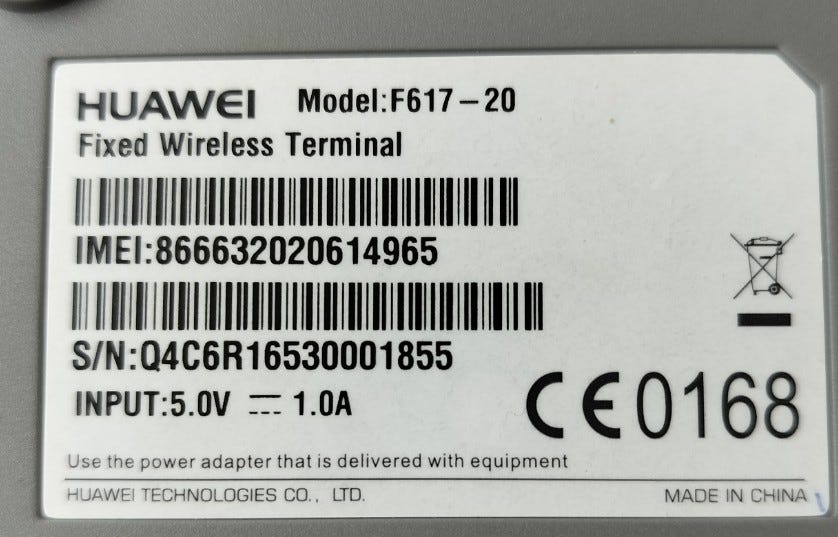 HUAWEI Model:F617-20
Fixed Wireless Terminal
IMEI:866632020614965
S/N:Q4C6R16530001855
INPUT:5.0V ⎓ 1.0A
CE0168
Use the power adapter that is delivered with equipment
HUAWEI TECHNOLOGIES CO., LTD. MADE IN CHINA